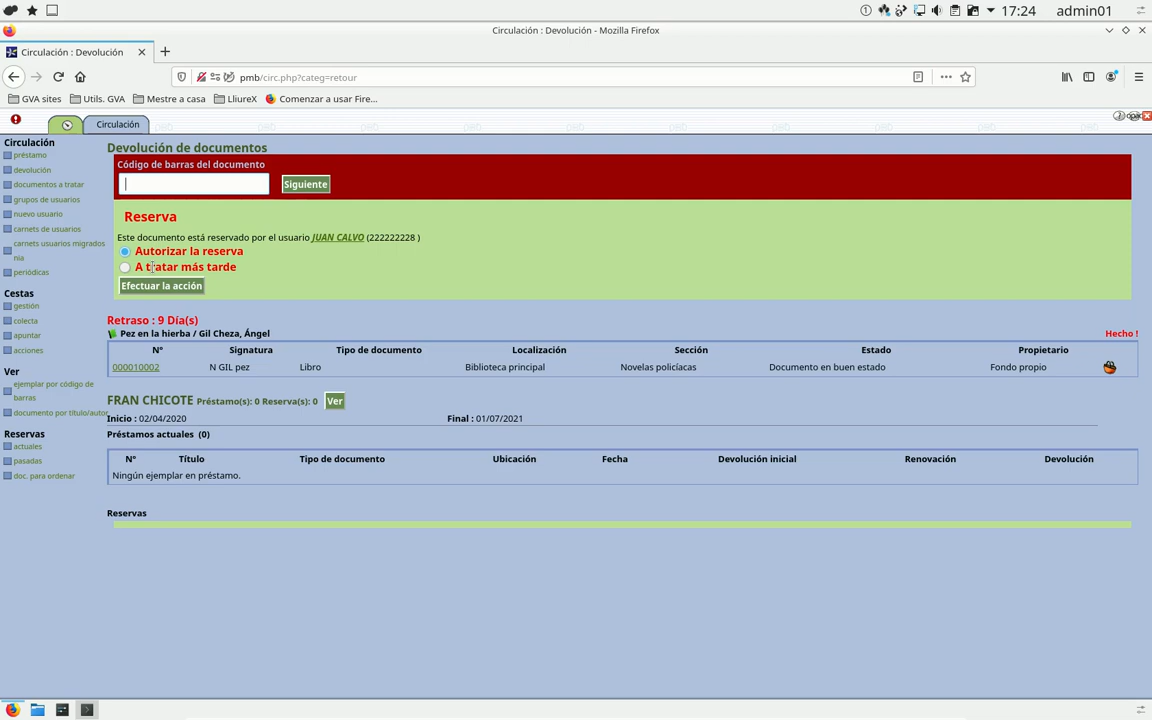 17:24 admin01
Circulación : Devolución - Mozilla Firefox
Circulación : Devolución
pmb/circ.php?categ=retour
GVA sites Utils. GVA Mestre a casa LliureX Comenzar a usar Fire...
Circulación
Circulación
préstamo
devolución
documentos a tratar
grupos de usuarios
nuevo usuario
carnets de usuarios
carnets usuarios migrados
nia
periódicas
Cestas
gestión
colecta
apuntar
acciones
Ver
ejemplar por código de
barras
documento por título/autor
Reservas
actuales
pasadas
doc. para ordenar
Devolución de documentos
Código de barras del documento
Siguiente
Reserva
Este documento está reservado por el usuario JUAN CALVO (222222228 )
Autorizar la reserva
A tratar más tarde
Efectuar la acción
Retraso : 9 Día(s)
Pez en la hierba / Gil Cheza, Ángel Hecho !
Nº Signatura Tipo de documento Localización Sección Estado Propietario
000010002 N GIL pez Libro Biblioteca principal Novelas policíacas Documento en buen estado Fondo propio
FRAN CHICOTE Préstamo(s): 0 Reserva(s): 0 Ver
Inicio : 02/04/2020 Final : 01/07/2021
Préstamos actuales (0)
Nº Título Tipo de documento Ubicación Fecha Devolución inicial Renovación Devolución
Ningún ejemplar en préstamo.
Reservas